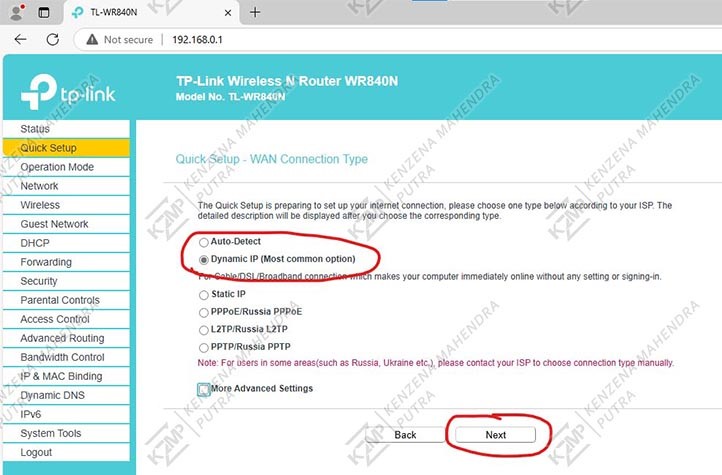 TL-WR840N
Not secure
192.168.0.1
tp-link
TP-Link Wireless N Router WR840N
Model No. TL-WR840N
Status
Quick Setup
Operation Mode
Network
Wireless
Guest Network
DHCP
Forwarding
Security
Parental Controls
Access Control
Advanced Routing
Bandwidth Control
IP & MAC Binding
Dynamic DNS
IPv6
System Tools
Logout
Quick Setup - WAN Connection Type
The Quick Setup is preparing to set up your internet connection, please choose one type below according to your ISP. The
detailed description will be displayed after you choose the corresponding type.
Auto-Detect
Dynamic IP (Most common option)
For Cable/DSL/Broadband connection which makes your computer immediately online without any setting or signing-in.
Static IP
PPPoE/Russia PPPoE
L2TP/Russia L2TP
PPTP/Russia PPTP
Note: For users in some areas(such as Russia, Ukraine etc.), please contact your ISP to choose connection type manually.
More Advanced Settings
Back
Next
KZMP | KENZENA MAHENDRA
PUTRA